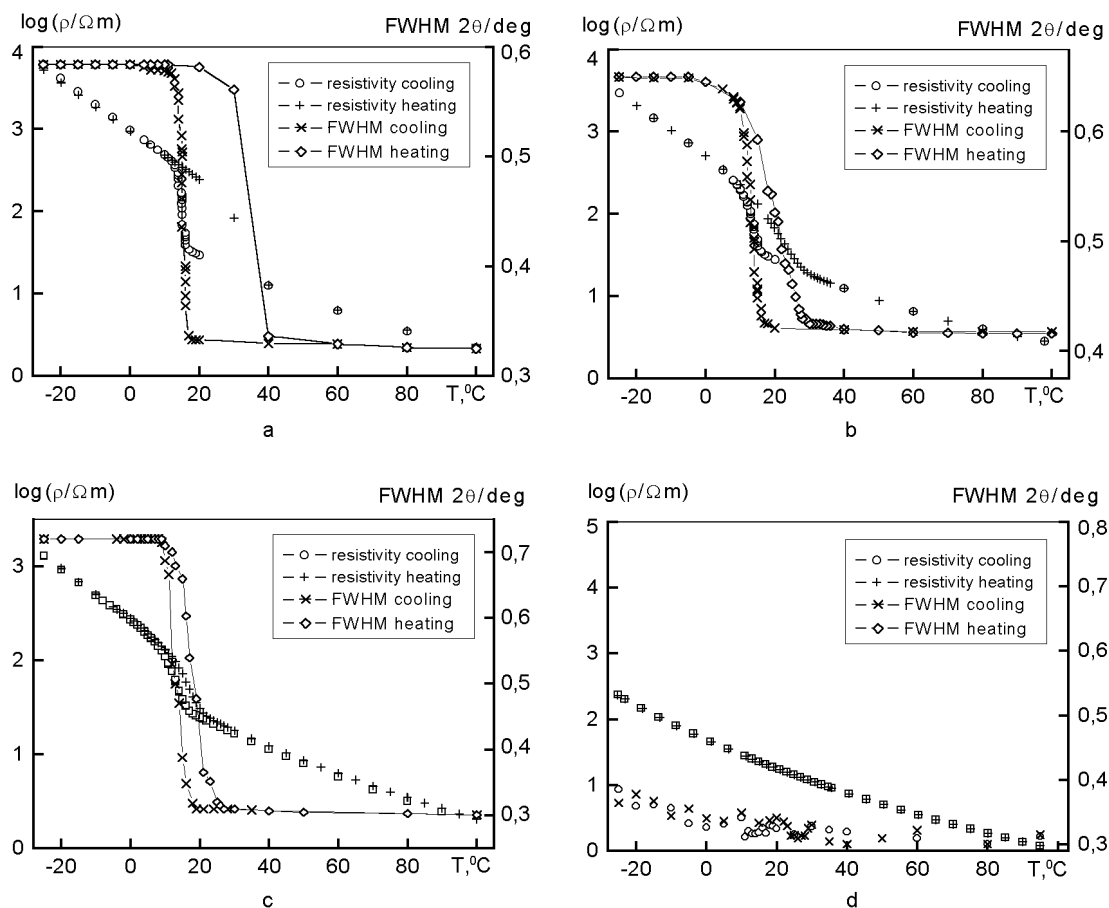 log(ρ/Ωm) FWHM 2θ/deg
4
3
2
1
0
0,6
0,5
0,4
0,3
resistivity cooling
resistivity heating
FWHM cooling
FWHM heating
-20 0 20 40 60 80 T,°C
a
log(ρ/Ωm) FWHM 2θ/deg
4
3
2
1
0
0,6
0,5
0,4
resistivity cooling
resistivity heating
FWHM cooling
FWHM heating
-20 0 20 40 60 80 T,°C
b
log(ρ/Ωm) FWHM 2θ/deg
3
2
1
0
0,7
0,6
0,5
0,4
0,3
resistivity cooling
resistivity heating
FWHM cooling
FWHM heating
-20 0 20 40 60 80 T,°C
c
log(ρ/Ωm) FWHM 2θ/deg
5
4
3
2
1
0
0,8
0,7
0,6
0,5
0,4
0,3
resistivity cooling
resistivity heating
FWHM cooling
FWHM heating
-20 0 20 40 60 80 T,°C
d